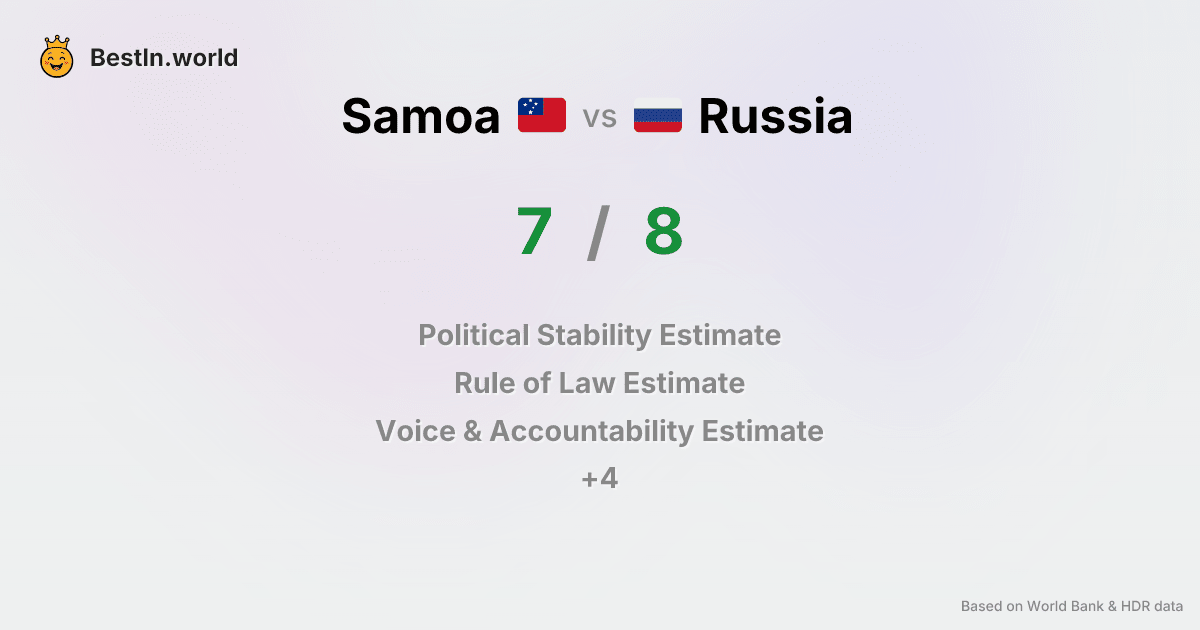 BestIn.world
Samoa vs Russia
7 / 8
Political Stability Estimate
Rule of Law Estimate
Voice & Accountability Estimate
+4
Based on World Bank & HDR data